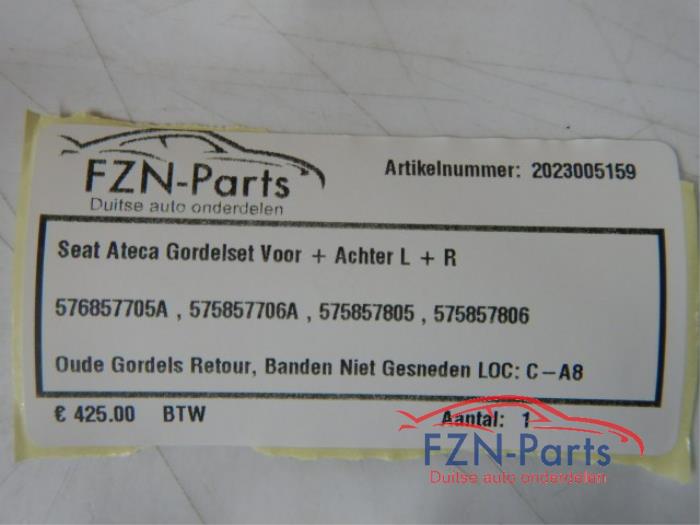 FZN-Parts
Duitse auto onderdelen
Artikelnummer: 2023005159
Seat Ateca Gordelset Voor + Achter L + R
576857705A , 575857706A , 575857805 , 575857806
Oude Gordels Retour, Banden Niet Gesneden LOC: C-A8
€ 425.00 BTW Aantal: 1
FZN-Parts
Duitse auto onderdelen